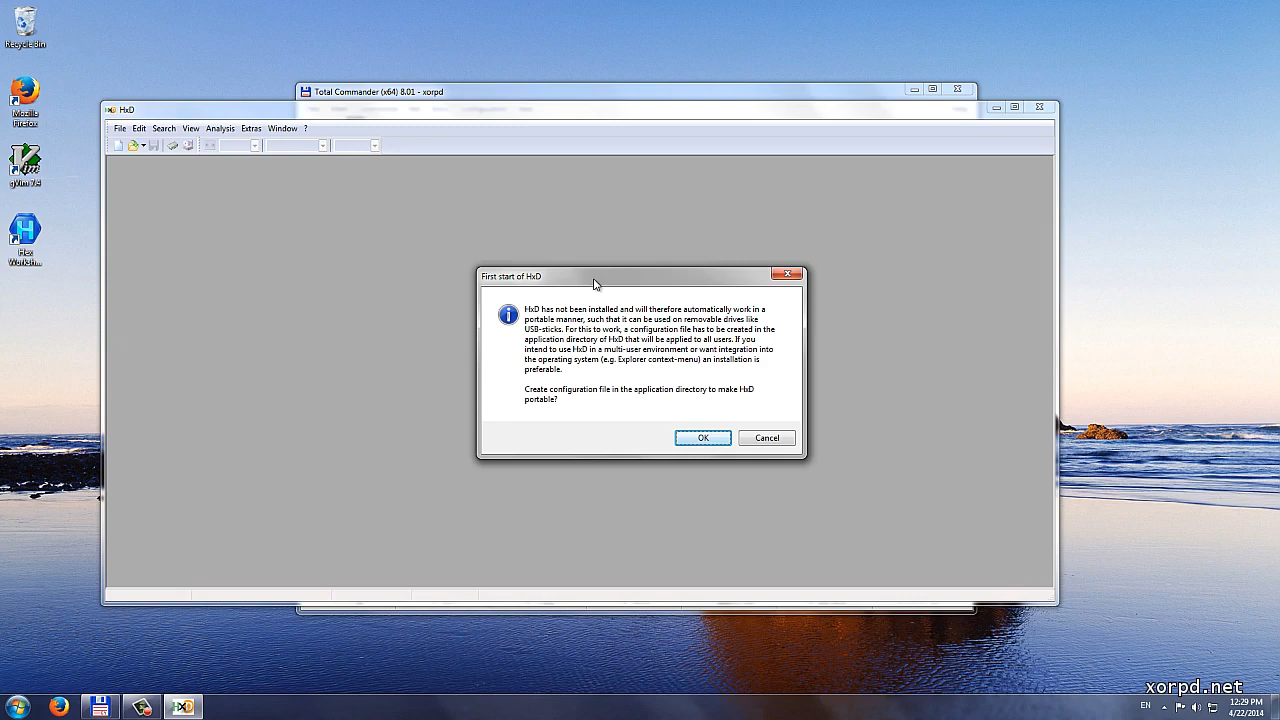 Recycle Bin
Mozilla
Firefox
gVim 7.4
Hex
Worksh...
Total Commander (x64) 8.01 - xorpd
HxD
File Edit Search View Analysis Extras Window ?
First start of HxD
HxD has not been installed and will therefore automatically work in a
portable manner, such that it can be used on removable drives like
USB-sticks. For this to work, a configuration file has to be created in the
application directory of HxD that will be applied to all users. If you
intend to use HxD in a multi-user environment or want integration into
the operating system (e.g. Explorer context-menu) an installation is
preferable.
Create configuration file in the application directory to make HxD
portable?
OK Cancel
xorpd.net
EN
12:29 PM
4/22/2014